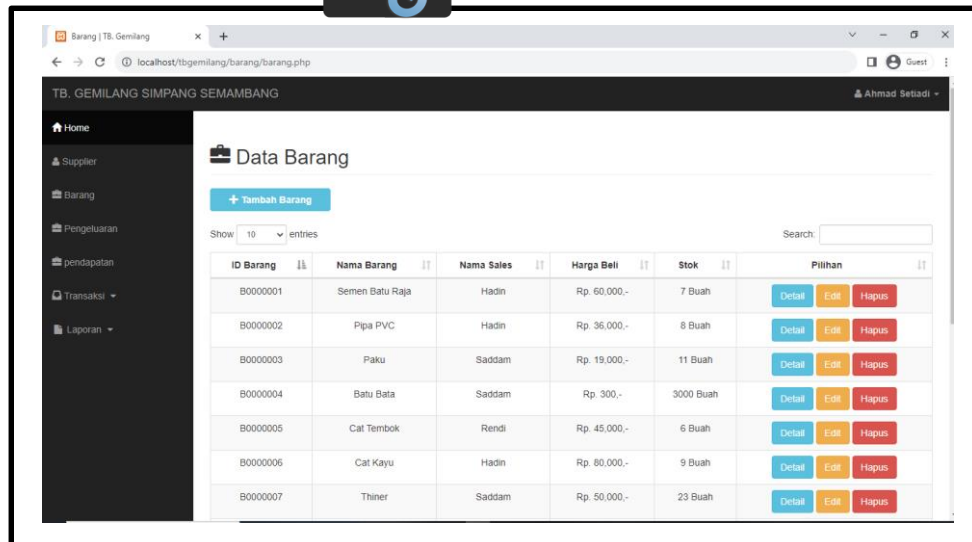 Barang | TB. Gemilang
localhost/tbgemilang/barang/barang.php
Guest
TB. GEMILANG SIMPANG SEMAMBANG
Ahmad Setiadi
Home
Supplier
Barang
Pengeluaran
pendapatan
Transaksi
Laporan
Data Barang
+ Tambah Barang
Show 10 entries
Search:
ID Barang Nama Barang Nama Sales Harga Beli Stok Pilihan
B0000001 Semen Batu Raja Hadin Rp. 60,000,- 7 Buah Detail Edit Hapus
B0000002 Pipa PVC Hadin Rp. 36,000,- 8 Buah Detail Edit Hapus
B0000003 Paku Saddam Rp. 19,000,- 11 Buah Detail Edit Hapus
B0000004 Batu Bata Saddam Rp. 300,- 3000 Buah Detail Edit Hapus
B0000005 Cat Tembok Rendi Rp. 45,000,- 6 Buah Detail Edit Hapus
B0000006 Cat Kayu Hadin Rp. 80,000,- 9 Buah Detail Edit Hapus
B0000007 Thiner Saddam Rp. 50,000,- 23 Buah Detail Edit Hapus